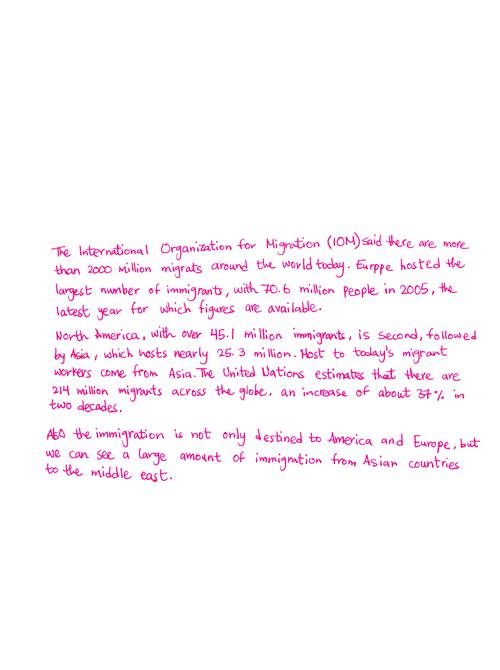 The International Organization for Migration (IOM) said there are more
than 2000 million migrats around the world today. Europpe hosted the
largest number of immigrants, with 70.6 million people in 2005, the
latest year for which figures are available.
North America, with over 45.1 million immigrants, is second, followed
by Asia, which hosts nearly 25.3 million. Most to today's migrant
workers come from Asia. The United Nations estimates that there are
214 million migrants across the globe, an increase of about 37% in
two decades.
Also the immigration is not only destined to America and Europe, but
we can see a large amount of immigration from Asian countries
to the middle east.